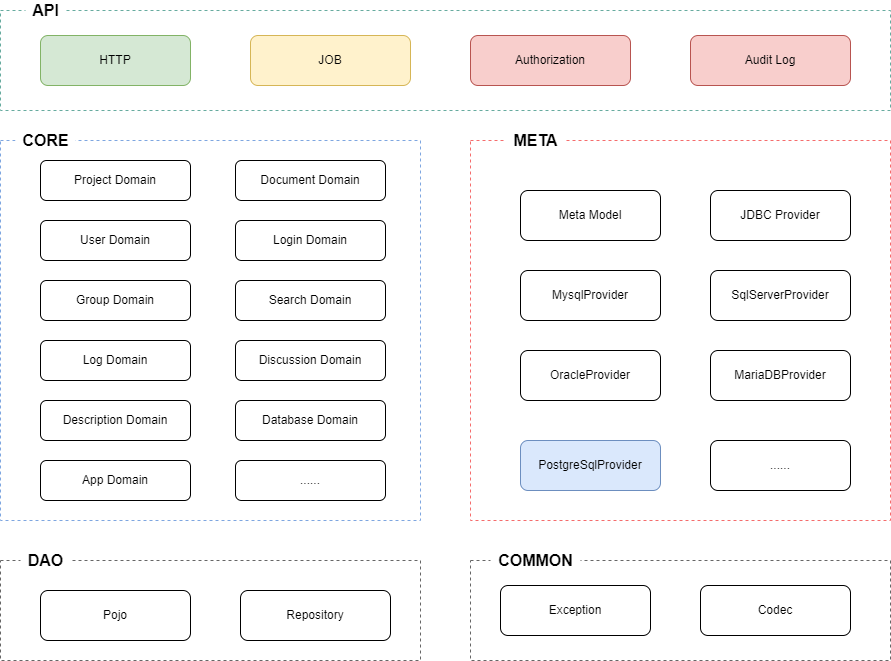 API
HTTP
JOB
Authorization
Audit Log
CORE
Project Domain
Document Domain
User Domain
Login Domain
Group Domain
Search Domain
Log Domain
Discussion Domain
Description Domain
Database Domain
App Domain
......
META
Meta Model
JDBC Provider
MysqlProvider
SqlServerProvider
OracleProvider
MariaDBProvider
PostgreSqlProvider
......
DAO
Pojo
Repository
COMMON
Exception
Codec